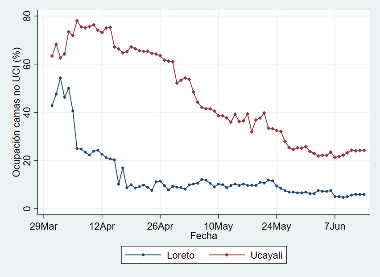 Ocupación camas no UCI (%)
80
60
40
20
0
29Mar 12Apr 26Apr 10May 24May 7Jun
Fecha
Loreto Ucayali